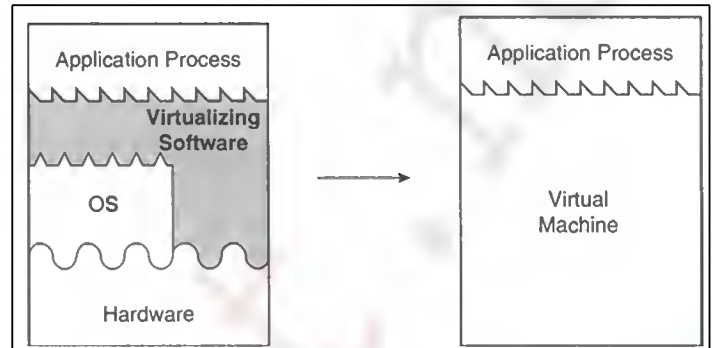 Application Process
Virtualizing
Software
OS
Hardware
Application Process
Virtual
Machine